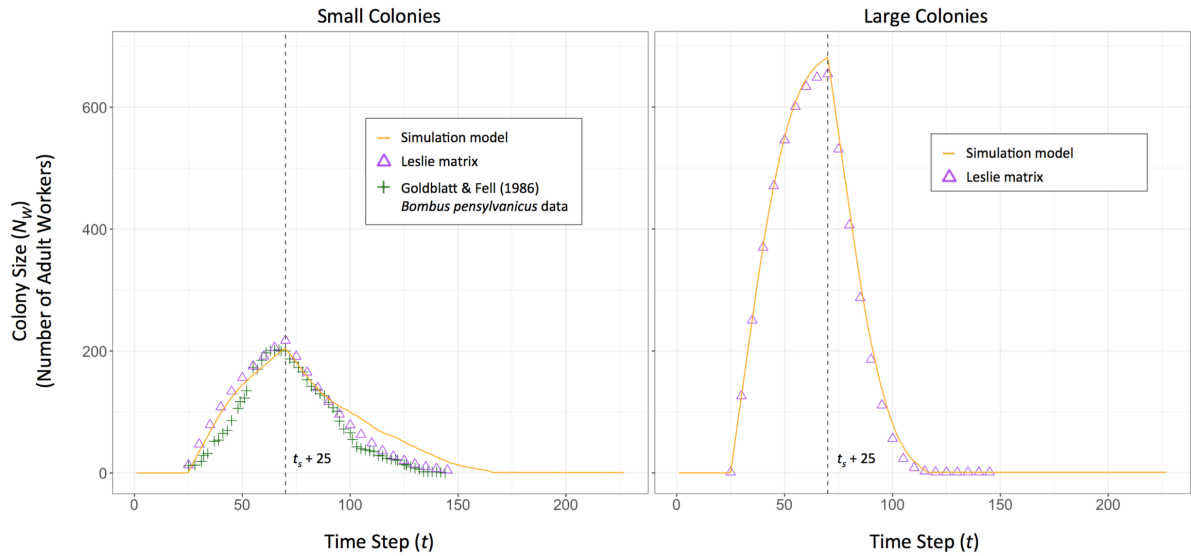 Small Colonies
Large Colonies
Colony Size (N_W)
(Number of Adult Workers)
600
400
200
0
Simulation model
Leslie matrix
Goldblatt & Fell (1986)
Bombus pensylvanicus data
t_s + 25
Simulation model
Leslie matrix
t_s + 25
0 50 100 150 200
0 50 100 150 200
Time Step (t)
Time Step (t)